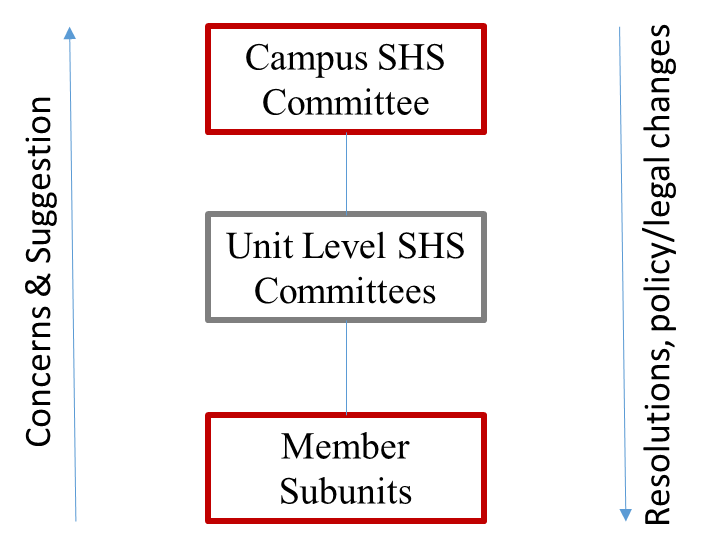 Campus SHS
Committee
Unit Level SHS
Committees
Member
Subunits
Concerns & Suggestion
Resolutions, policy/legal changes